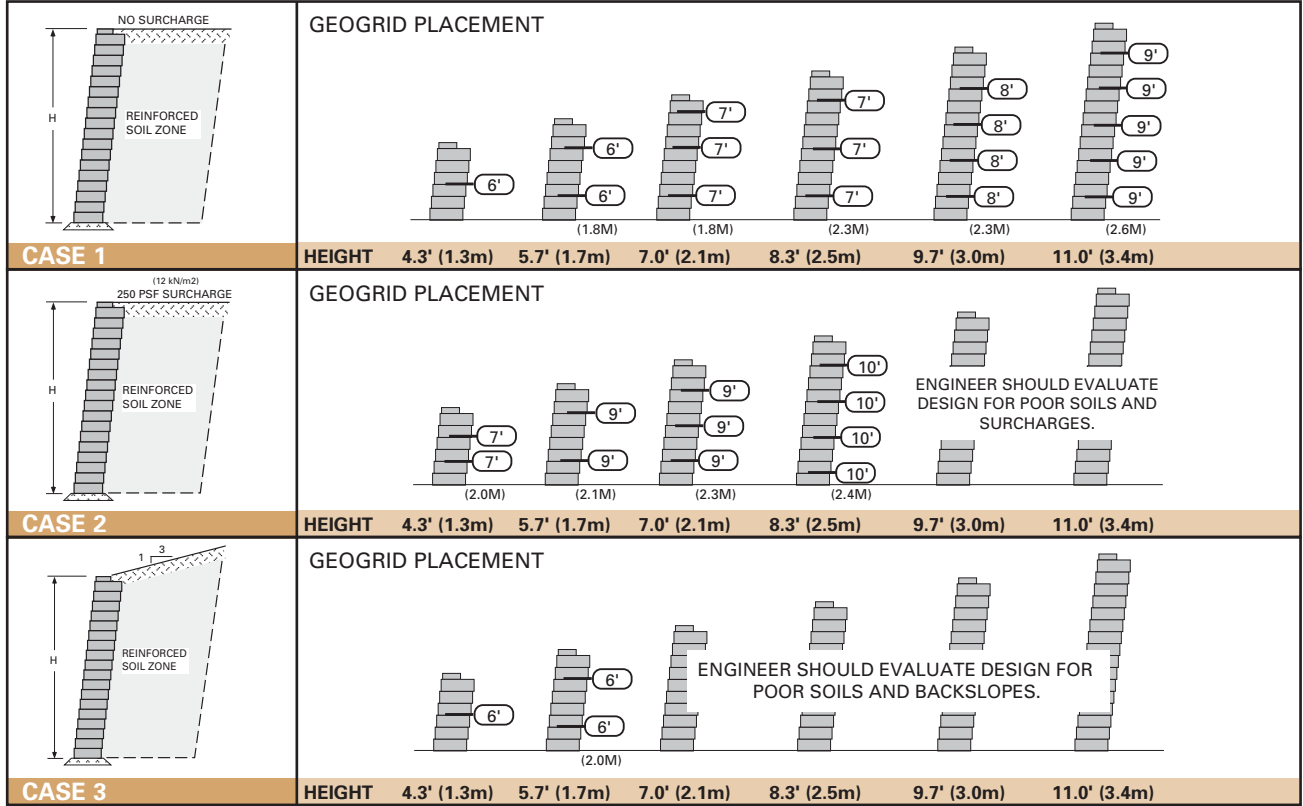 NO SURCHARGE
H
REINFORCED
SOIL ZONE
CASE 1
GEOGRID PLACEMENT
6'
6'
6'
7'
7'
7'
7'
7'
7'
8'
8'
8'
8'
9'
9'
9'
9'
9'
(1.8M) (1.8M) (2.3M) (2.3M) (2.6M)
HEIGHT 4.3' (1.3m) 5.7' (1.7m) 7.0' (2.1m) 8.3' (2.5m) 9.7' (3.0m) 11.0' (3.4m)
(12 kN/m2)
250 PSF SURCHARGE
H
REINFORCED
SOIL ZONE
CASE 2
GEOGRID PLACEMENT
7'
7'
9'
9'
9'
9'
9'
10'
10'
10'
10'
ENGINEER SHOULD EVALUATE
DESIGN FOR POOR SOILS AND
SURCHARGES.
(2.0M) (2.1M) (2.3M) (2.4M)
HEIGHT 4.3' (1.3m) 5.7' (1.7m) 7.0' (2.1m) 8.3' (2.5m) 9.7' (3.0m) 11.0' (3.4m)
3
1
H
REINFORCED
SOIL ZONE
CASE 3
GEOGRID PLACEMENT
6'
6'
6'
ENGINEER SHOULD EVALUATE DESIGN FOR
POOR SOILS AND BACKSLOPES.
(2.0M)
HEIGHT 4.3' (1.3m) 5.7' (1.7m) 7.0' (2.1m) 8.3' (2.5m) 9.7' (3.0m) 11.0' (3.4m)